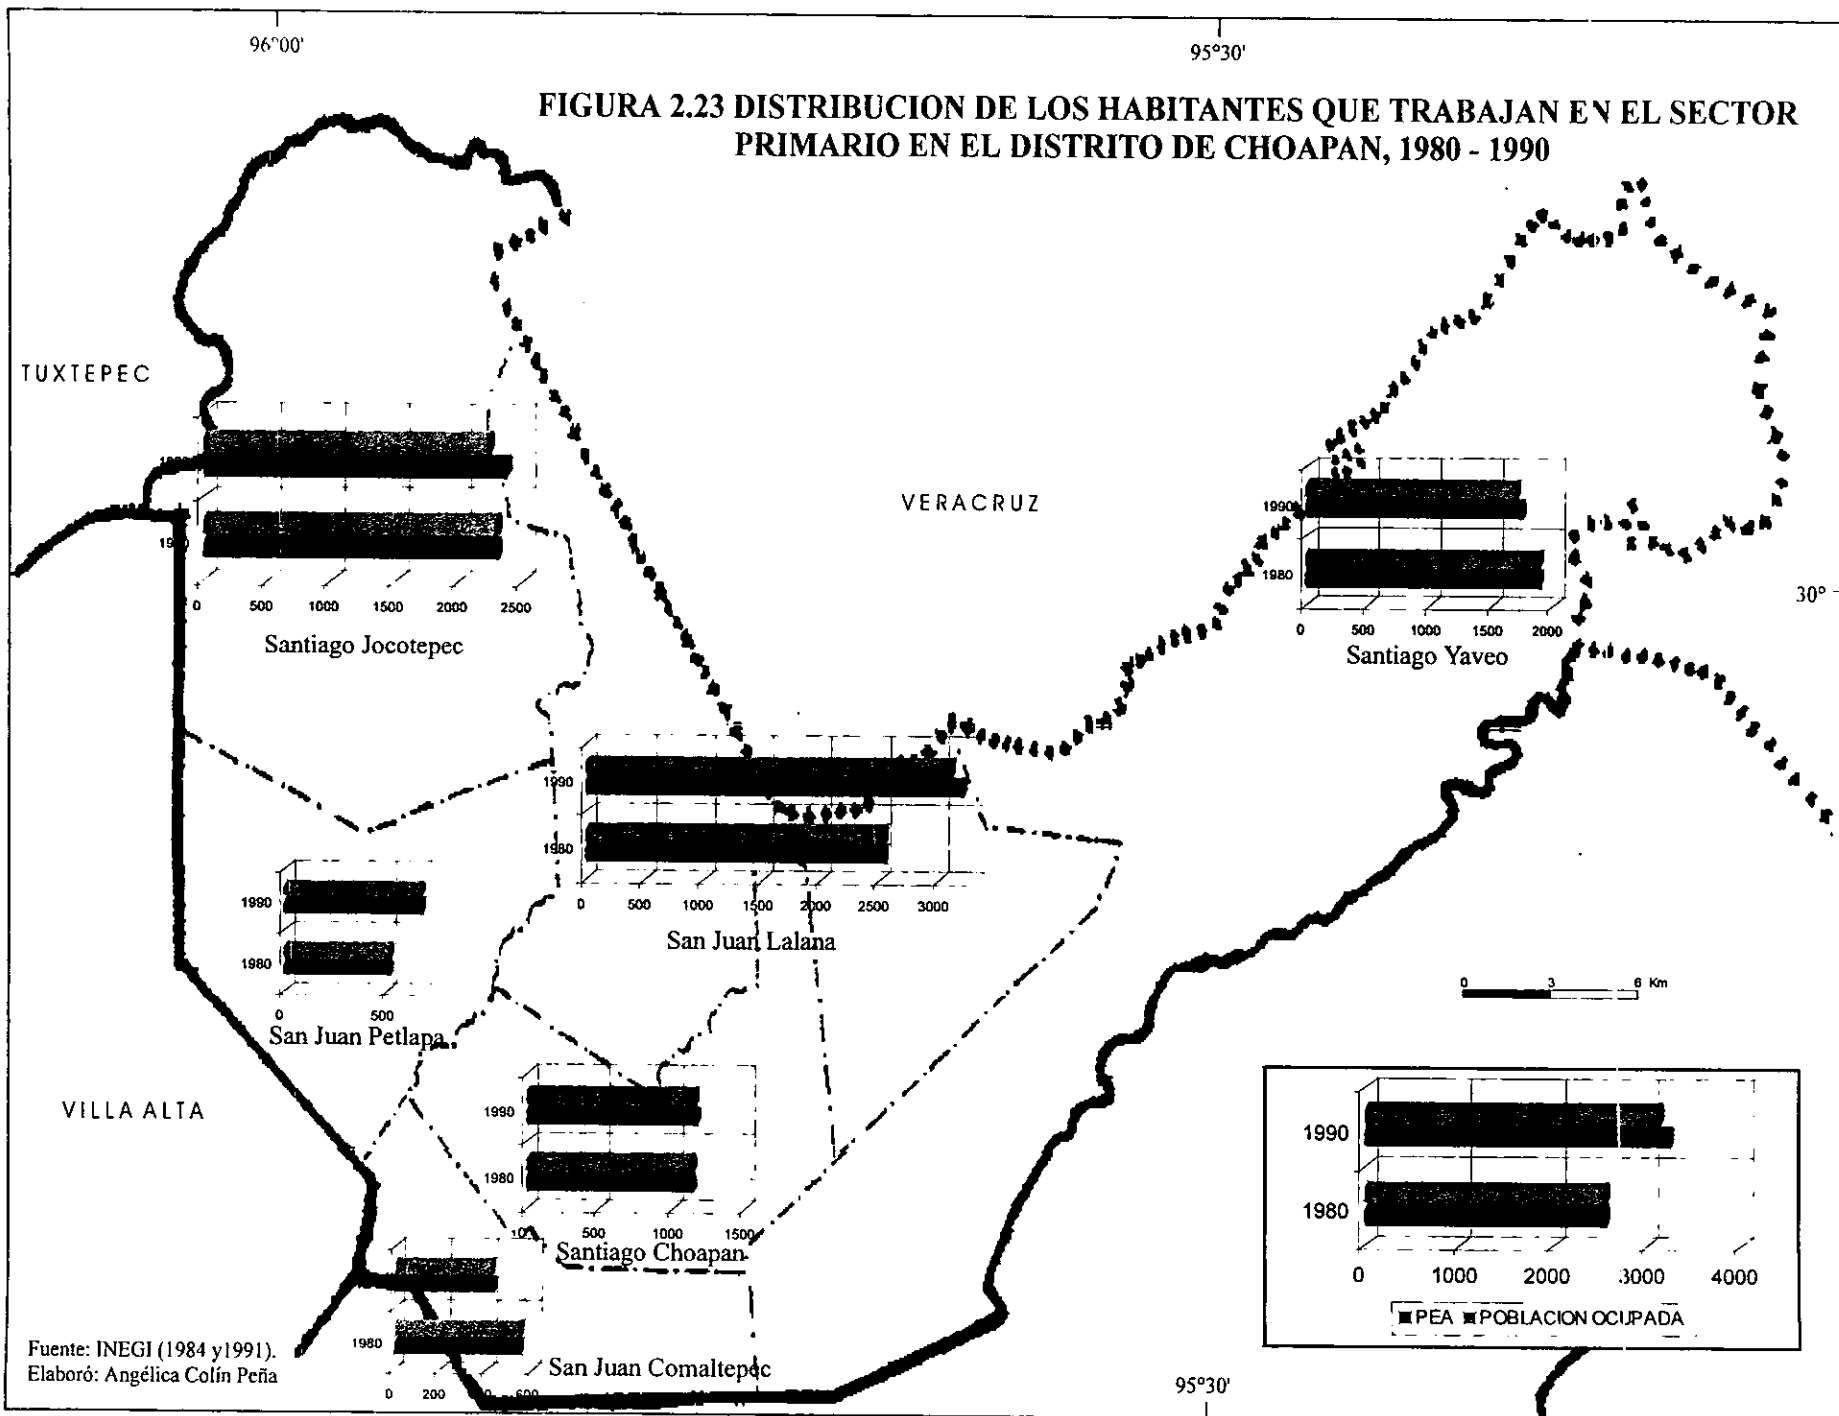 96°00'
95°30'
FIGURA 2.23 DISTRIBUCION DE LOS HABITANTES QUE TRABAJAN EN EL SECTOR
PRIMARIO EN EL DISTRITO DE CHOAPAN, 1980 - 1990
TUXTEPEC
VERACRUZ
0 500 1000 1500 2000 2500
Santiago Jocotepec
1990
1980
0 500 1000 1500 2000
Santiago Yaveo
30°
1990
1980
0 500 1000 1500 2000 2500 3000
San Juan Lalana
1990
1980
0 500
San Juan Petlapa
0 3 6 Km
VILLA ALTA
1990
1980
500 1000 1500
Santiago Choapan
1980
0 200 600
San Juan Comaltepec
1990
1980
0 1000 2000 3000 4000
PEA POBLACION OCUPADA
Fuente: INEGI (1984 y1991).
Elaboró: Angélica Colín Peña
95°30'